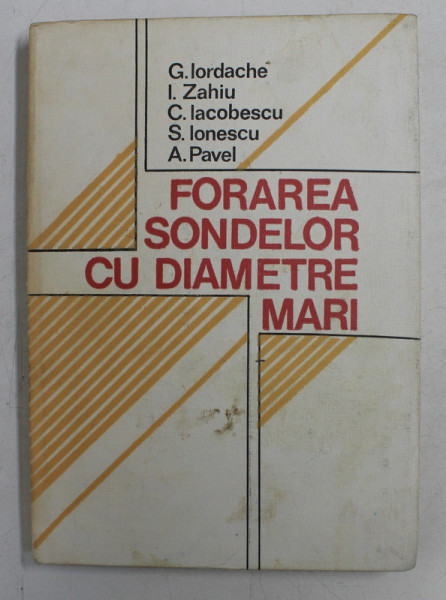 G. Iordache
I. Zahiu
C. Iacobescu
S. Ionescu
A. Pavel
FORAREA
SONDELOR
CU DIAMETRE
MARI